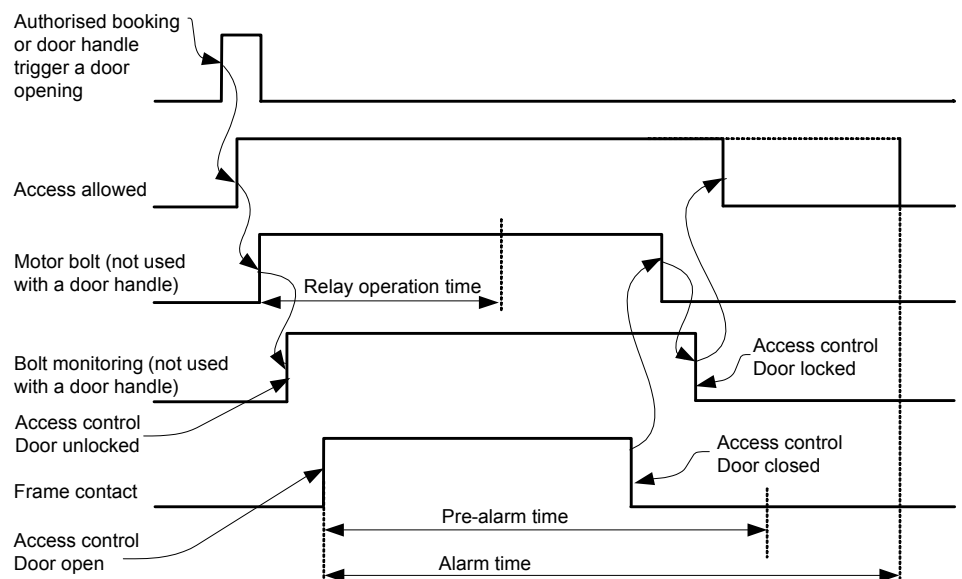 Authorised booking
or door handle
trigger a door
opening
Access allowed
Motor bolt (not used
with a door handle)
Relay operation time
Bolt monitoring (not used
with a door handle)
Access control
Door locked
Access control
Door unlocked
Access control
Door closed
Frame contact
Pre-alarm time
Access control
Door open
Alarm time